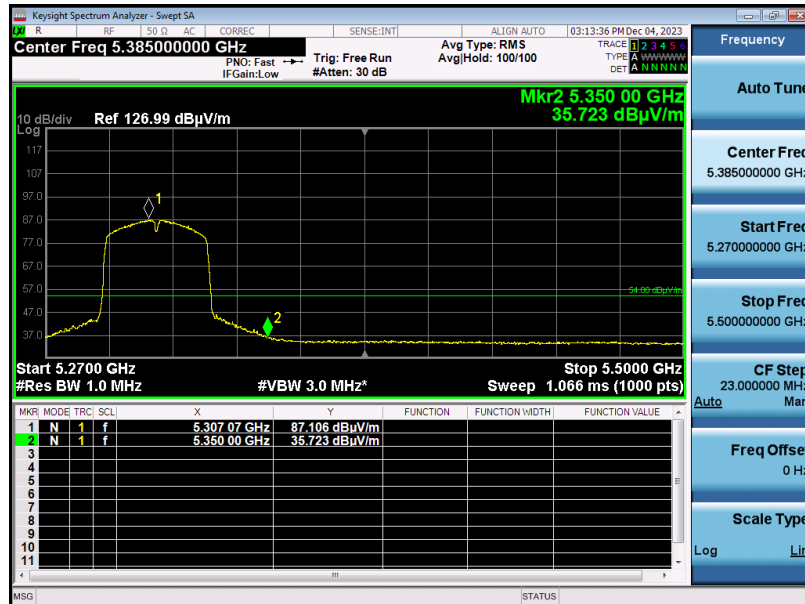 Keysight Spectrum Analyzer - Swept SA
LXI R RF 50 Ω AC CORREC SENSE:INT ALIGN AUTO 03:13:36 PM Dec 04, 2023
Center Freq 5.385000000 GHz
PNO: Fast
IFGain:Low
Trig: Free Run
#Atten: 30 dB
Avg Type: RMS
Avg|Hold: 100/100
TRACE 1 2 3 4 5 6
TYPE A WWWWW
DET A N N N N N
Mkr2 5.350 00 GHz
35.723 dBµV/m
10 dB/div
Log
Ref 126.99 dBµV/m
117
107
97.0
87.0
77.0
67.0
57.0
47.0
37.0
1
2
54.00 dBµV/m
Start 5.2700 GHz
Stop 5.5000 GHz
#Res BW 1.0 MHz
#VBW 3.0 MHz*
Sweep 1.066 ms (1000 pts)
MKR MODE TRC SCL X Y FUNCTION FUNCTION WIDTH FUNCTION VALUE
1 N 1 f 5.307 07 GHz 87.106 dBµV/m
2 N 1 f 5.350 00 GHz 35.723 dBµV/m
3
4
5
6
7
8
9
10
11
MSG
STATUS
Frequency
Auto Tune
Center Freq
5.385000000 GHz
Start Freq
5.270000000 GHz
Stop Freq
5.500000000 GHz
CF Step
23.000000 MHz
Auto Man
Freq Offset
0 Hz
Scale Type
Log Lin